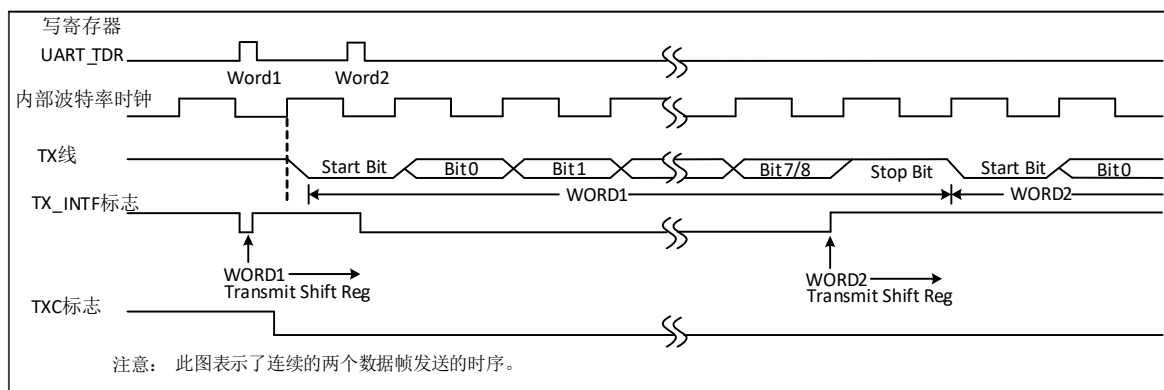 写寄存器
UART_TDR
Word1 Word2
内部波特率时钟
TX线
Start Bit Bit0 Bit1 Bit7/8 Stop Bit Start Bit Bit0
WORD1 WORD2
TX_INTF标志
WORD1 WORD2
Transmit Shift Reg Transmit Shift Reg
TXC标志
注意： 此图表示了连续的两个数据帧发送的时序。